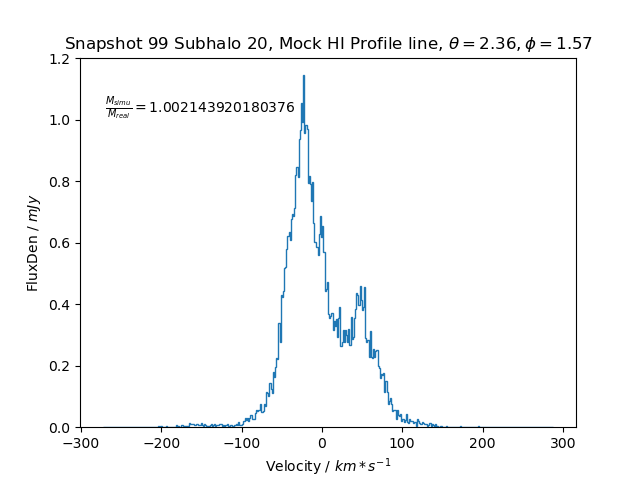 Snapshot 99 Subhalo 20, Mock HI Profile line, θ = 2.36, ϕ = 1.57
1.2
M_simu/M_real = 1.002143920180376
1.0
0.8
0.6
0.4
0.2
0.0
FluxDen / mJy
−300 −200 −100 0 100 200 300
Velocity / km * s⁻¹